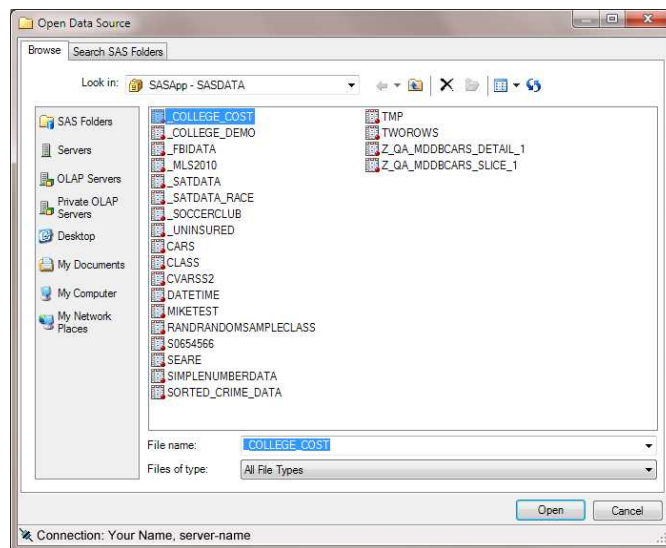 Open Data Source
Browse Search SAS Folders
Look in: SASApp - SASDATA
SAS Folders
Servers
OLAP Servers
Private OLAP
Servers
Desktop
My Documents
My Computer
My Network
Places
_COLLEGE_COST
_COLLEGE_DEMO
_FBIDATA
_MLS2010
_SATDATA
_SATDATA_RACE
_SOCCERCLUB
_UNINSURED
CARS
CLASS
CVARSS2
DATETIME
MIKETEST
RANDRANDOMSAMPLECLASS
S0654566
SEARE
SIMPLENUMBERDATA
SORTED_CRIME_DATA
TMP
TWOROWS
Z_QA_MDDBCARS_DETAIL_1
Z_QA_MDDBCARS_SLICE_1
File name: _COLLEGE_COST
Files of type: All File Types
Open Cancel
Connection: Your Name, server-name